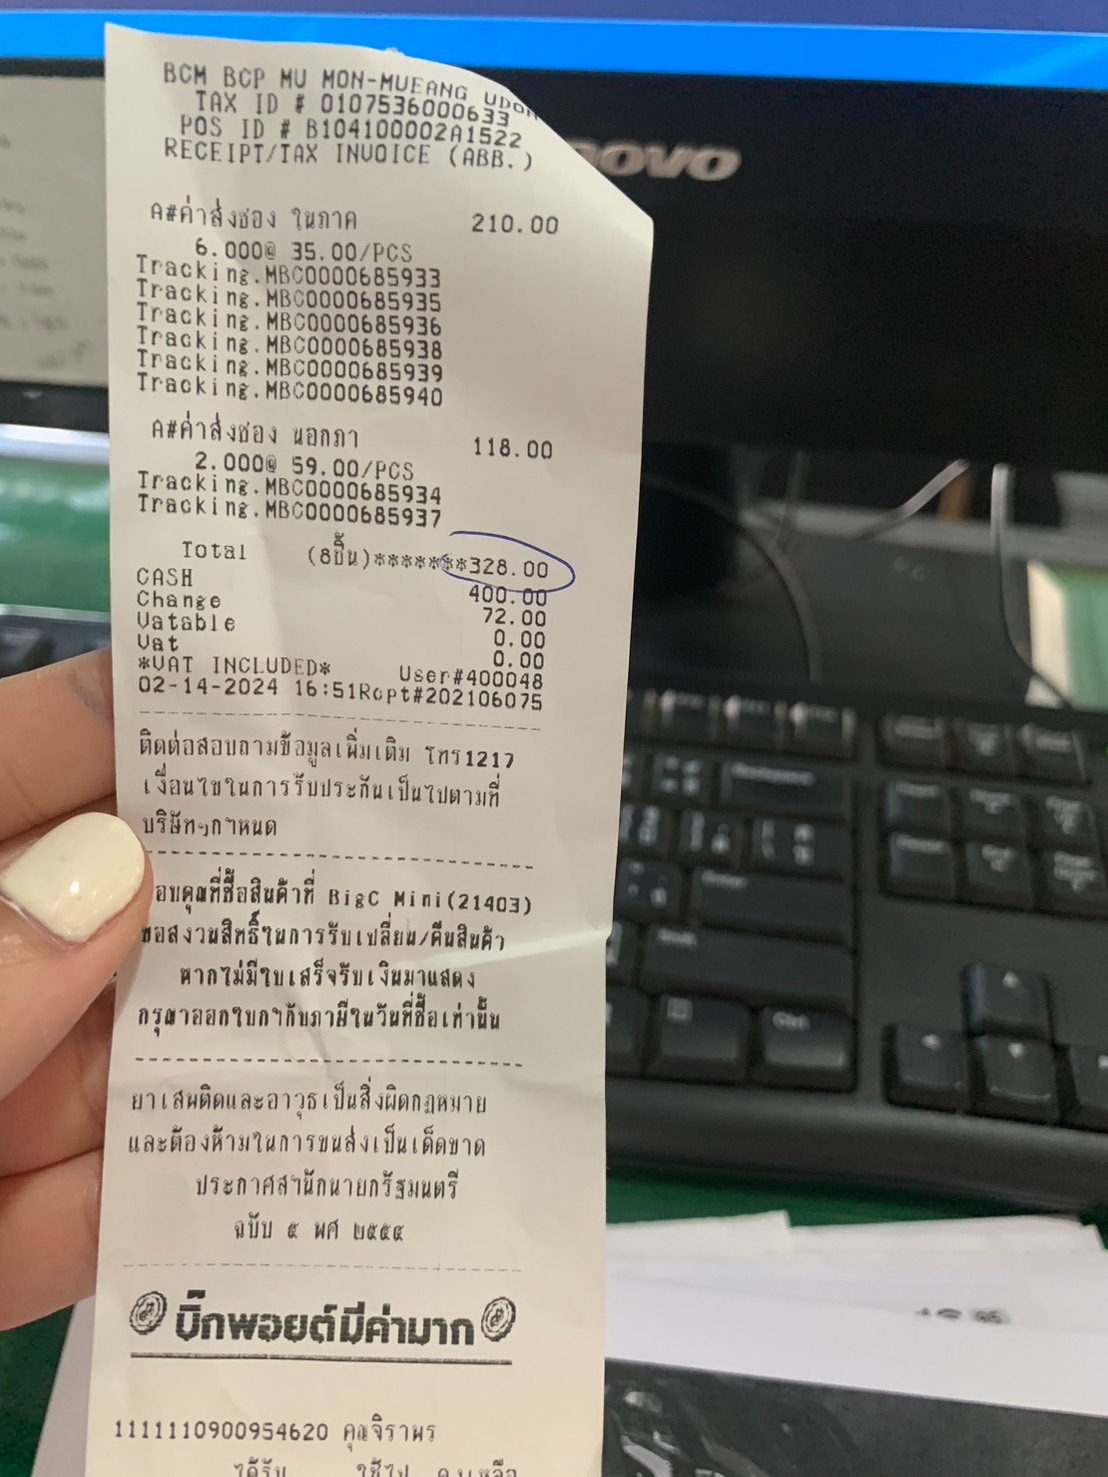 BCM BCP MU MON-MUEANG UDON
TAX ID # 0107536000633
POS ID # B104100002A1522
RECEIPT/TAX INVOICE (ABB.)
A#ค่าส่งซอง ในภาค 210.00
6.000@ 35.00/PCS
Tracking.MBC0000685933
Tracking.MBC0000685935
Tracking.MBC0000685936
Tracking.MBC0000685938
Tracking.MBC0000685939
Tracking.MBC0000685940
A#ค่าส่งซอง นอกภา 118.00
2.000@ 59.00/PCS
Tracking.MBC0000685934
Tracking.MBC0000685937
Total (8ชิ้น)*******328.00
CASH 400.00
Change 72.00
Vatable 0.00
Vat 0.00
*VAT INCLUDED* User#400048
02-14-2024 16:51Rcpt#202106075
ติดต่อสอบถามข้อมูลเพิ่มเติม โทร1217
เงื่อนไขในการรับประกันเป็นไปตามที่
บริษัทฯกำหนด
อบคุณที่ซื้อสินค้าที่ BigC Mini(21403)
ขอสงวนสิทธิ์ในการรับเปลี่ยน/คืนสินค้า
หากไม่มีใบเสร็จรับเงินมาแสดง
กรุณาออกใบกำกับภาษีในวันที่ซื้อเท่านั้น
ยาเสพติดและอาวุธเป็นสิ่งผิดกฎหมาย
และต้องห้ามในการขนส่งเป็นเด็ดขาด
ประกาศสำนักนายกรัฐมนตรี
ฉบับ ๕ พศ ๒๕๕๔
บิ๊กพอยต์มีค่ามาก
1111110900954620 คุณจิราพร
ได้รับ ใช้ไป คงเหลือ